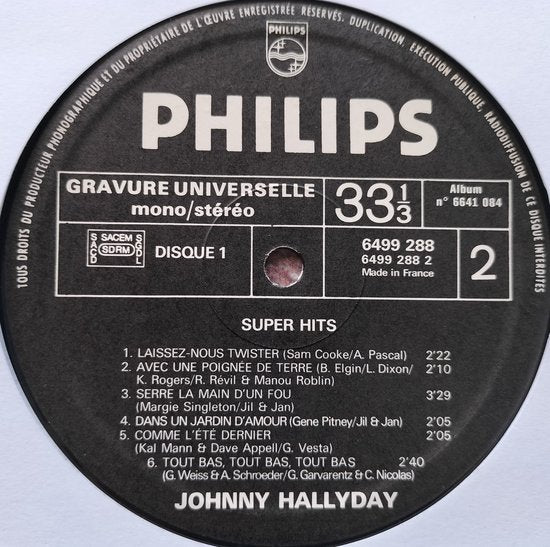 TOUS DROITS DU PRODUCTEUR PHONOGRAPHIQUE ET DU PROPRIÉTAIRE DE L'ŒUVRE ENREGISTRÉE RÉSERVÉS. DUPLICATION, EXÉCUTION PUBLIQUE, RADIODIFFUSION DE CE DISQUE INTERDITES
PHILIPS
PHILIPS
GRAVURE UNIVERSELLE
mono/stéréo
33 1/3
Album
n° 6641 084
SACEM
SACD
SDRM
SGDL
DISQUE 1
6499 288
6499 288 2
Made in France
2
SUPER HITS
1. LAISSEZ-NOUS TWISTER (Sam Cooke/A. Pascal) 2'22
2. AVEC UNE POIGNÉE DE TERRE (B. Elgin/L. Dixon/ 2'10
K. Rogers/R. Révil & Manou Roblin)
3. SERRE LA MAIN D'UN FOU 3'29
(Margie Singleton/Jil & Jan)
4. DANS UN JARDIN D'AMOUR (Gene Pitney/Jil & Jan) 2'05
5. COMME L'ÉTÉ DERNIER 2'05
(Kal Mann & Dave Appell/G. Vesta)
6. TOUT BAS, TOUT BAS, TOUT BAS 2'40
(G. Weiss & A. Schroeder/G. Garvarentz & C. Nicolas)
JOHNNY HALLYDAY